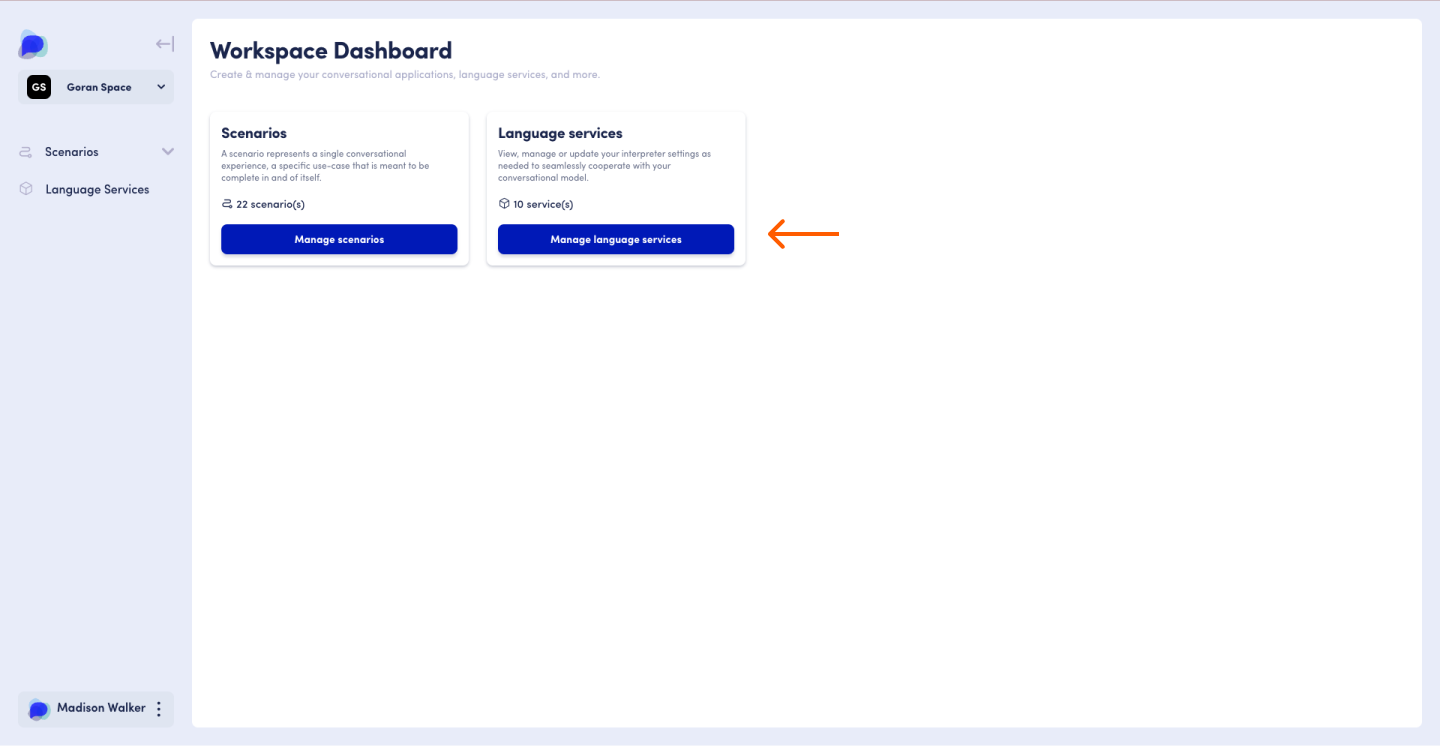 GS Goran Space
Scenarios
Language Services
Madison Walker
Workspace Dashboard
Create & manage your conversational applications, language services, and more.
Scenarios
A scenario represents a single conversational
experience, a specific use-case that is meant to be
complete in and of itself.
22 scenario(s)
Manage scenarios
Language services
View, manage or update your interpreter settings as
needed to seamlessly cooperate with your
conversational model.
10 service(s)
Manage language services